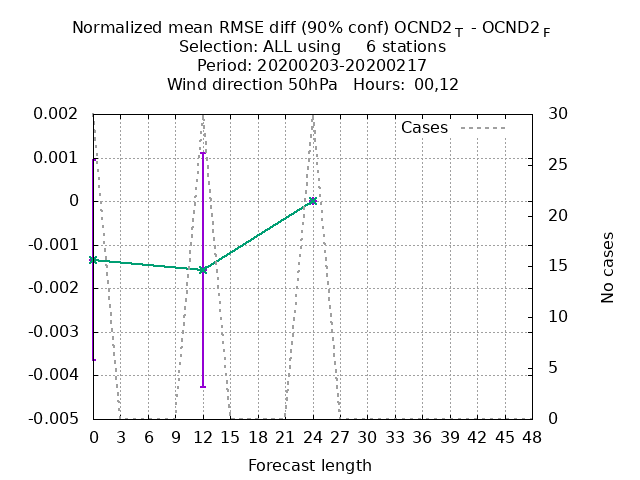 Normalized mean RMSE diff (90% conf) OCND2 T - OCND2 F
Selection: ALL using 6 stations
Period: 20200203-20200217
Wind direction 50hPa Hours: 00,12
Cases
0.002
0.001
0
-0.001
-0.002
-0.003
-0.004
-0.005
30
25
20
15
10
5
0
No cases
0 3 6 9 12 15 18 21 24 27 30 33 36 39 42 45 48
Forecast length